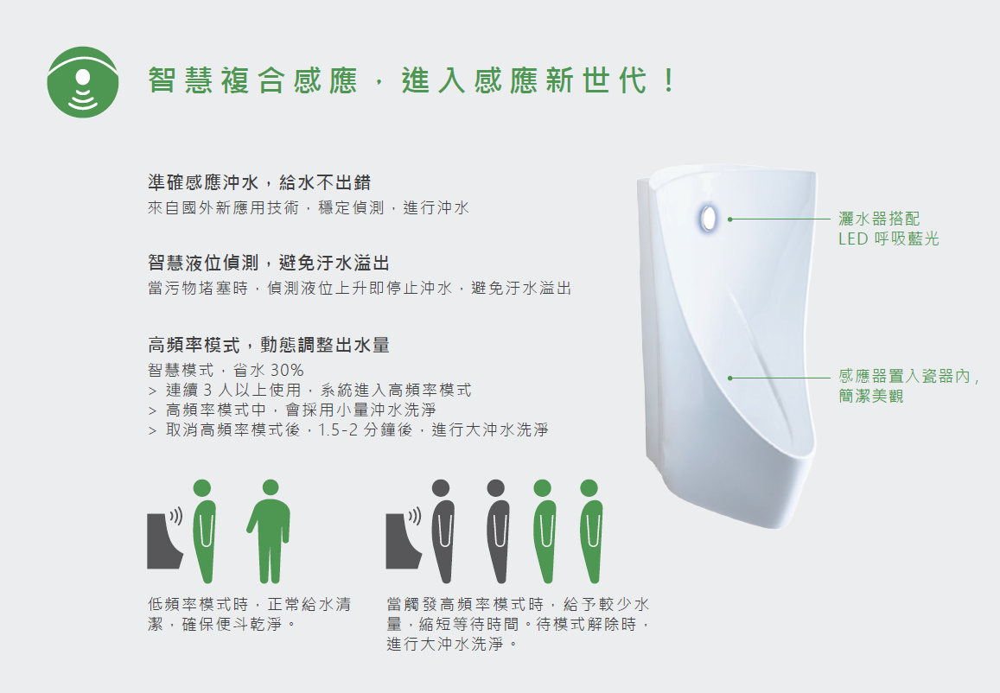 智慧複合感應，進入感應新世代！
準確感應沖水，給水不出錯
來自國外新應用技術，穩定偵測，進行沖水
智慧液位偵測，避免汙水溢出
當污物堵塞時，偵測液位上升即停止沖水，避免汙水溢出
高頻率模式，動態調整出水量
智慧模式，省水 30%
> 連續 3 人以上使用，系統進入高頻率模式
> 高頻率模式中，會採用小量沖水洗淨
> 取消高頻率模式後，1.5-2 分鐘後，進行大沖水洗淨
灑水器搭配
LED 呼吸藍光
感應器置入瓷器內，
簡潔美觀
低頻率模式時，正常給水清
潔，確保便斗乾淨。
當觸發高頻率模式時，給予較少水
量，縮短等待時間。待模式解除時，
進行大沖水洗淨。